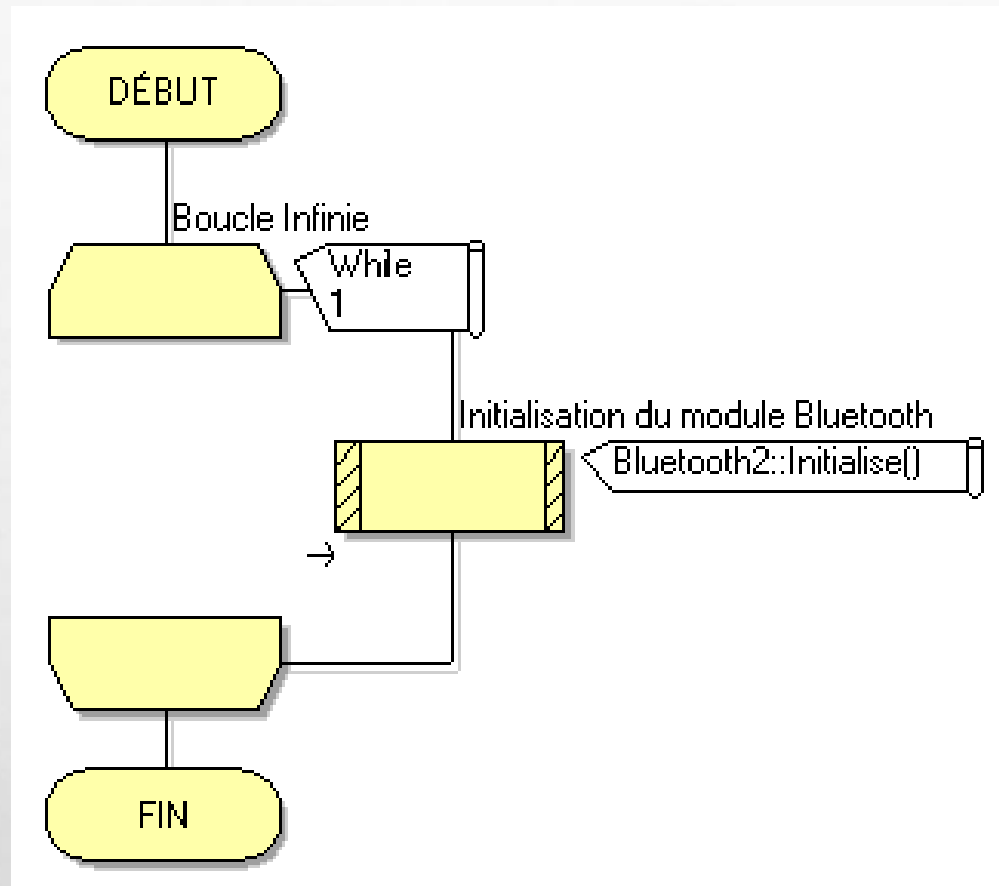 DÉBUT
Boucle Infinie
While
1
Initialisation du module Bluetooth
Bluetooth2::Initialise()
FIN